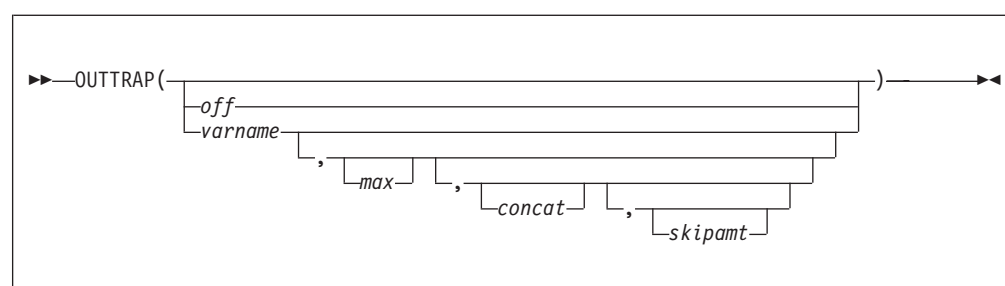 ►►—OUTTRAP(—)—►◄
off
varname
,
max
,
concat
,
skipamt